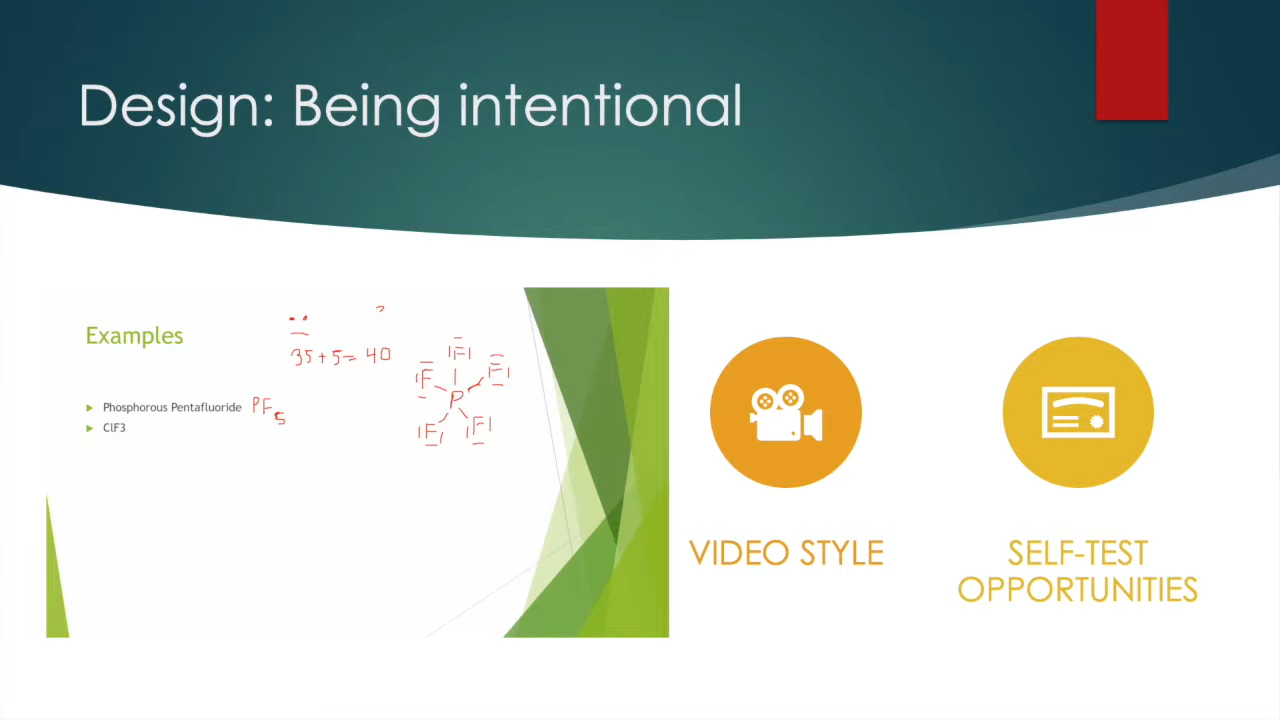 Design: Being intentional
Examples
35+5=40
Phosphorous Pentafluoride PF5
ClF3
F
F F
P
F F
VIDEO STYLE
SELF-TEST
OPPORTUNITIES